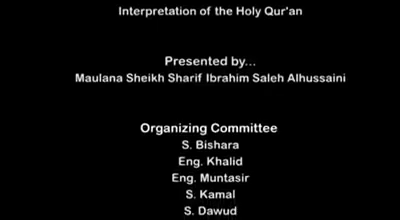 Interpretation of the Holy Qur'an
Presented by...
Maulana Sheikh Sharif Ibrahim Saleh Alhussaini
Organizing Committee
S. Bishara
Eng. Khalid
Eng. Muntasir
S. Kamal
S. Dawud